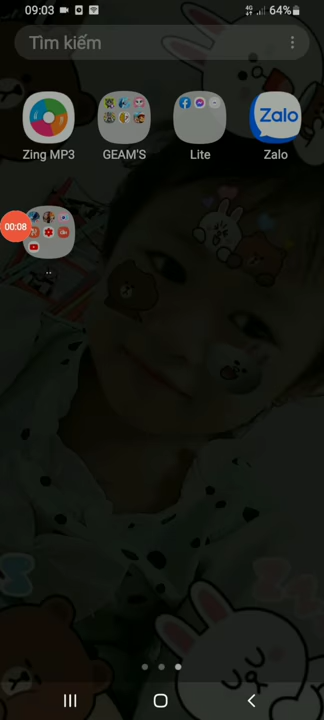 09:03 4G 64%
Tìm kiếm
Zing MP3 GEAM'S Lite Zalo
Zalo
00:08
..